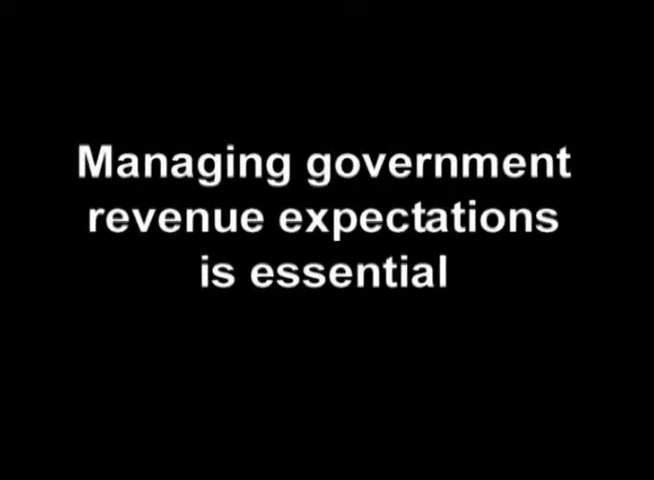 Managing government
revenue expectations
is essential